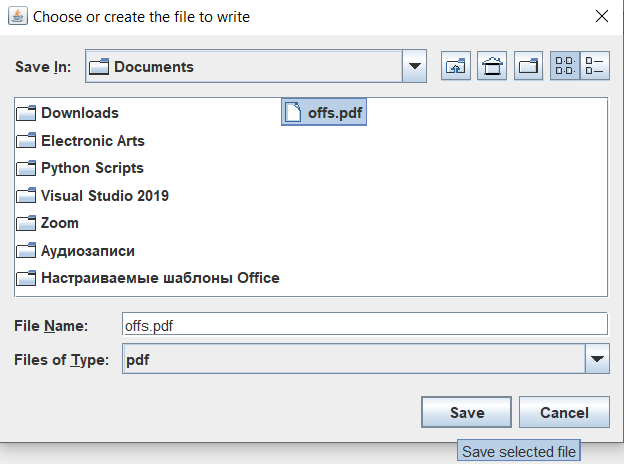 Choose or create the file to write
Save In: Documents
Downloads
Electronic Arts
Python Scripts
Visual Studio 2019
Zoom
Аудиозаписи
Настраиваемые шаблоны Office
offs.pdf
File Name: offs.pdf
Files of Type: pdf
Save Cancel
Save selected file